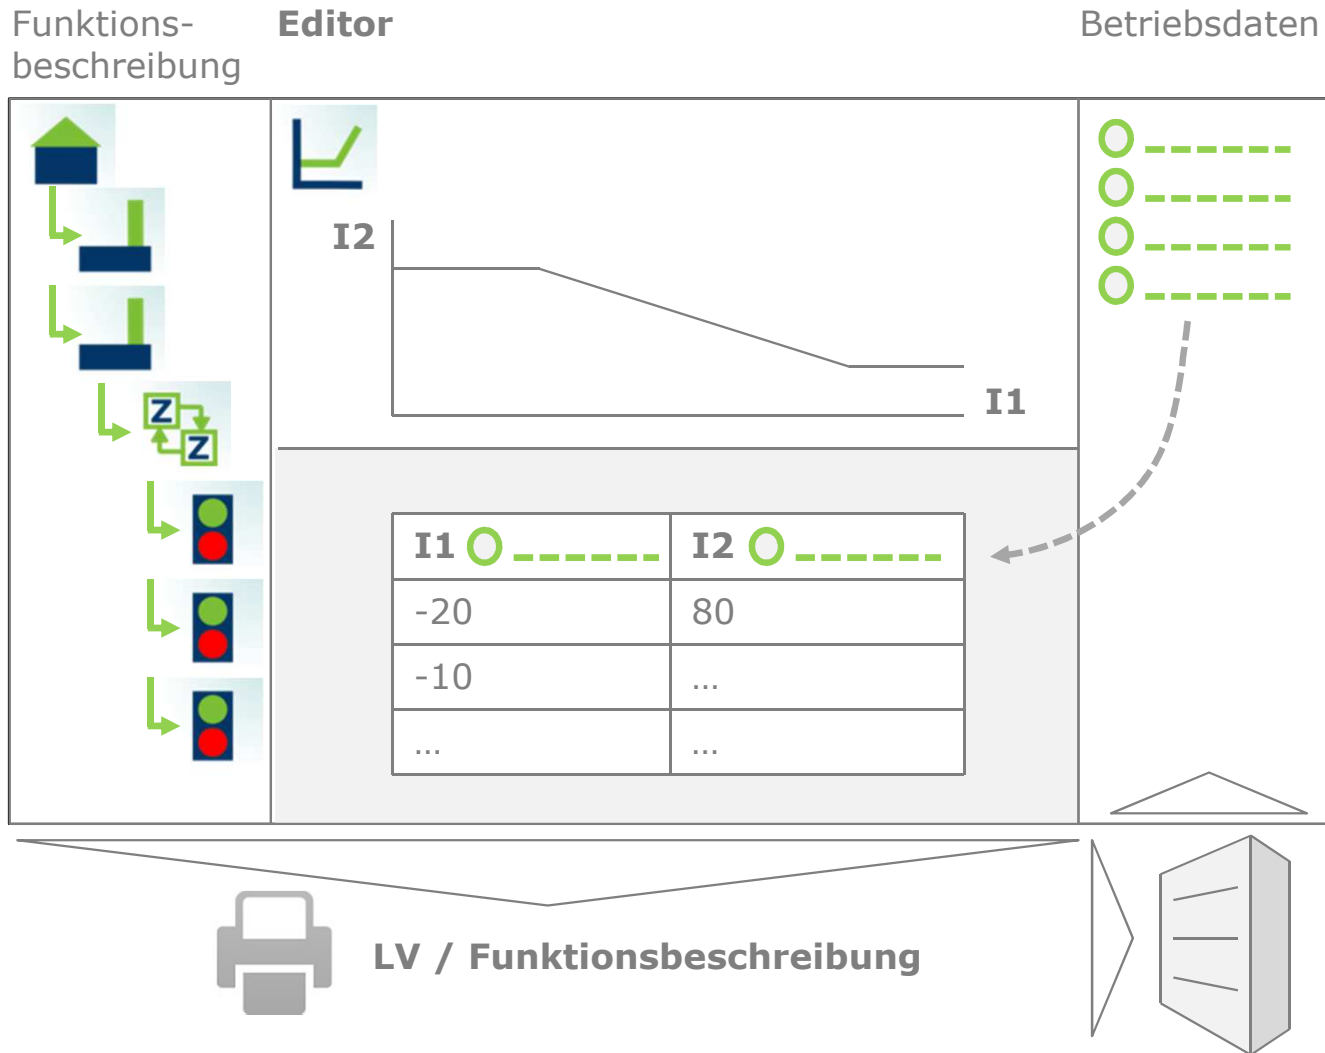 Funktions-
beschreibung
Editor
Betriebsdaten
I2
I1
Z
Z
I1
I2
-20
80
-10
...
...
...
LV / Funktionsbeschreibung